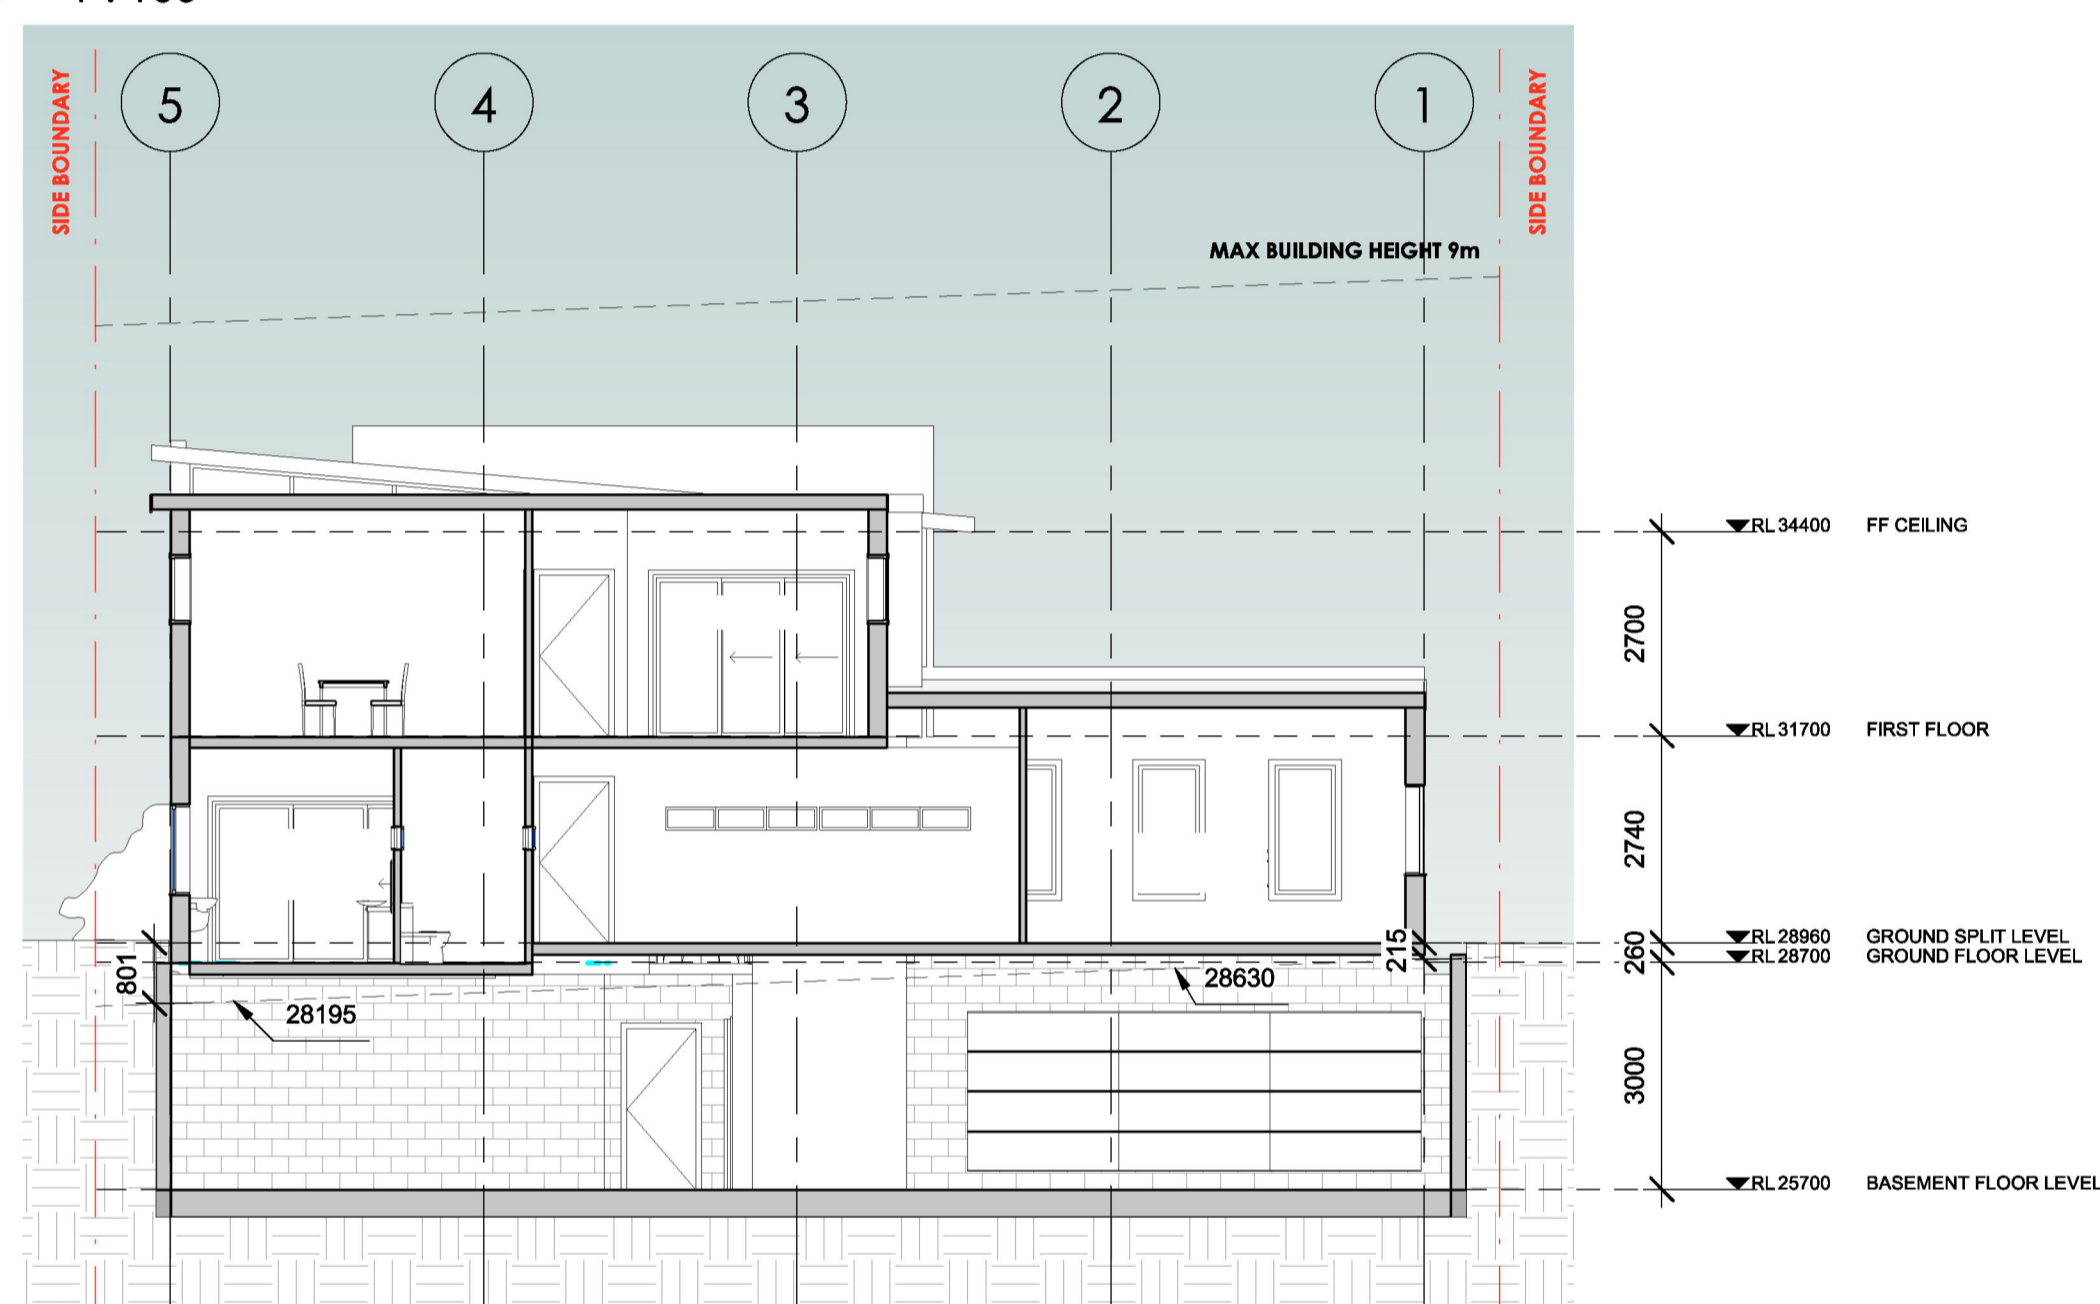 SIDE BOUNDARY
5
4
3
2
1
SIDE BOUNDARY
MAX BUILDING HEIGHT 9m
RL 34400 FF CEILING
2700
RL 31700 FIRST FLOOR
2740
RL 28960 GROUND SPLIT LEVEL
260
RL 28700 GROUND FLOOR LEVEL
215
801
28630
28195
3000
RL 25700 BASEMENT FLOOR LEVEL